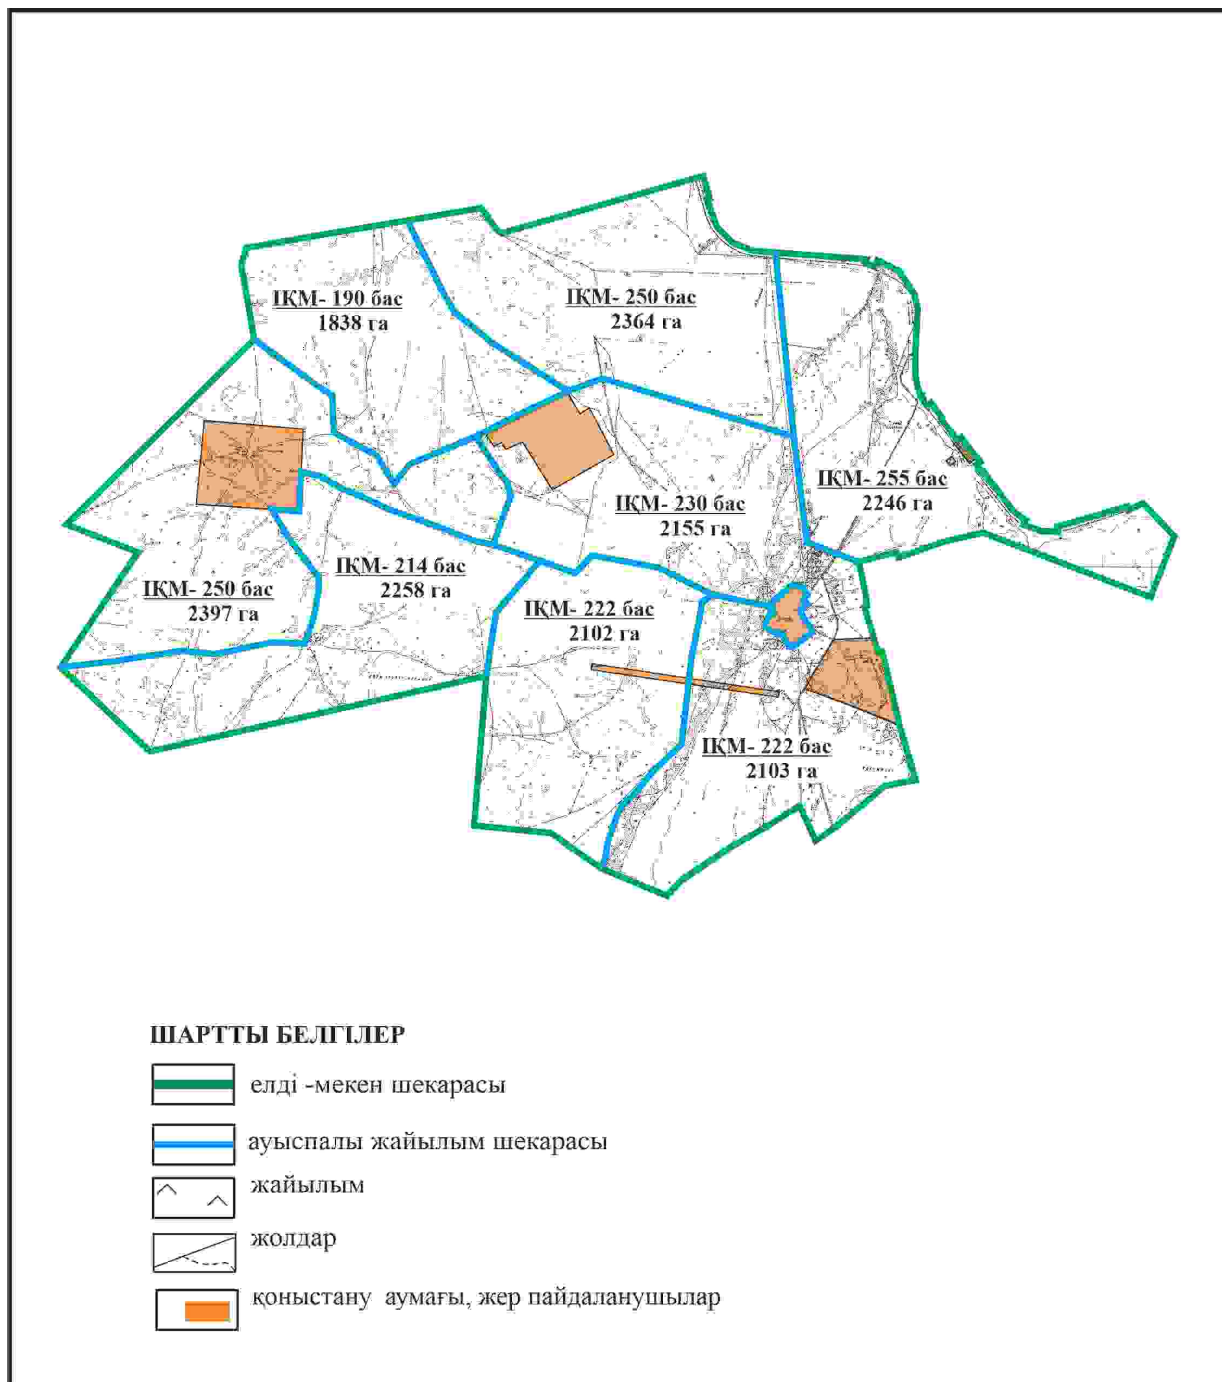 ІҚМ- 190 бас
1838 га
ІҚМ- 250 бас
2364 га
ІҚМ- 255 бас
2246 га
ІҚМ- 230 бас
2155 га
ІҚМ- 214 бас
2258 га
ІҚМ- 250 бас
2397 га
ІҚМ- 222 бас
2102 га
ІҚМ- 222 бас
2103 га
ШАРТТЫ БЕЛГІЛЕР
елді -мекен шекарасы
ауыспалы жайылым шекарасы
жайылым
жолдар
қоныстану аумағы, жер пайдаланушылар